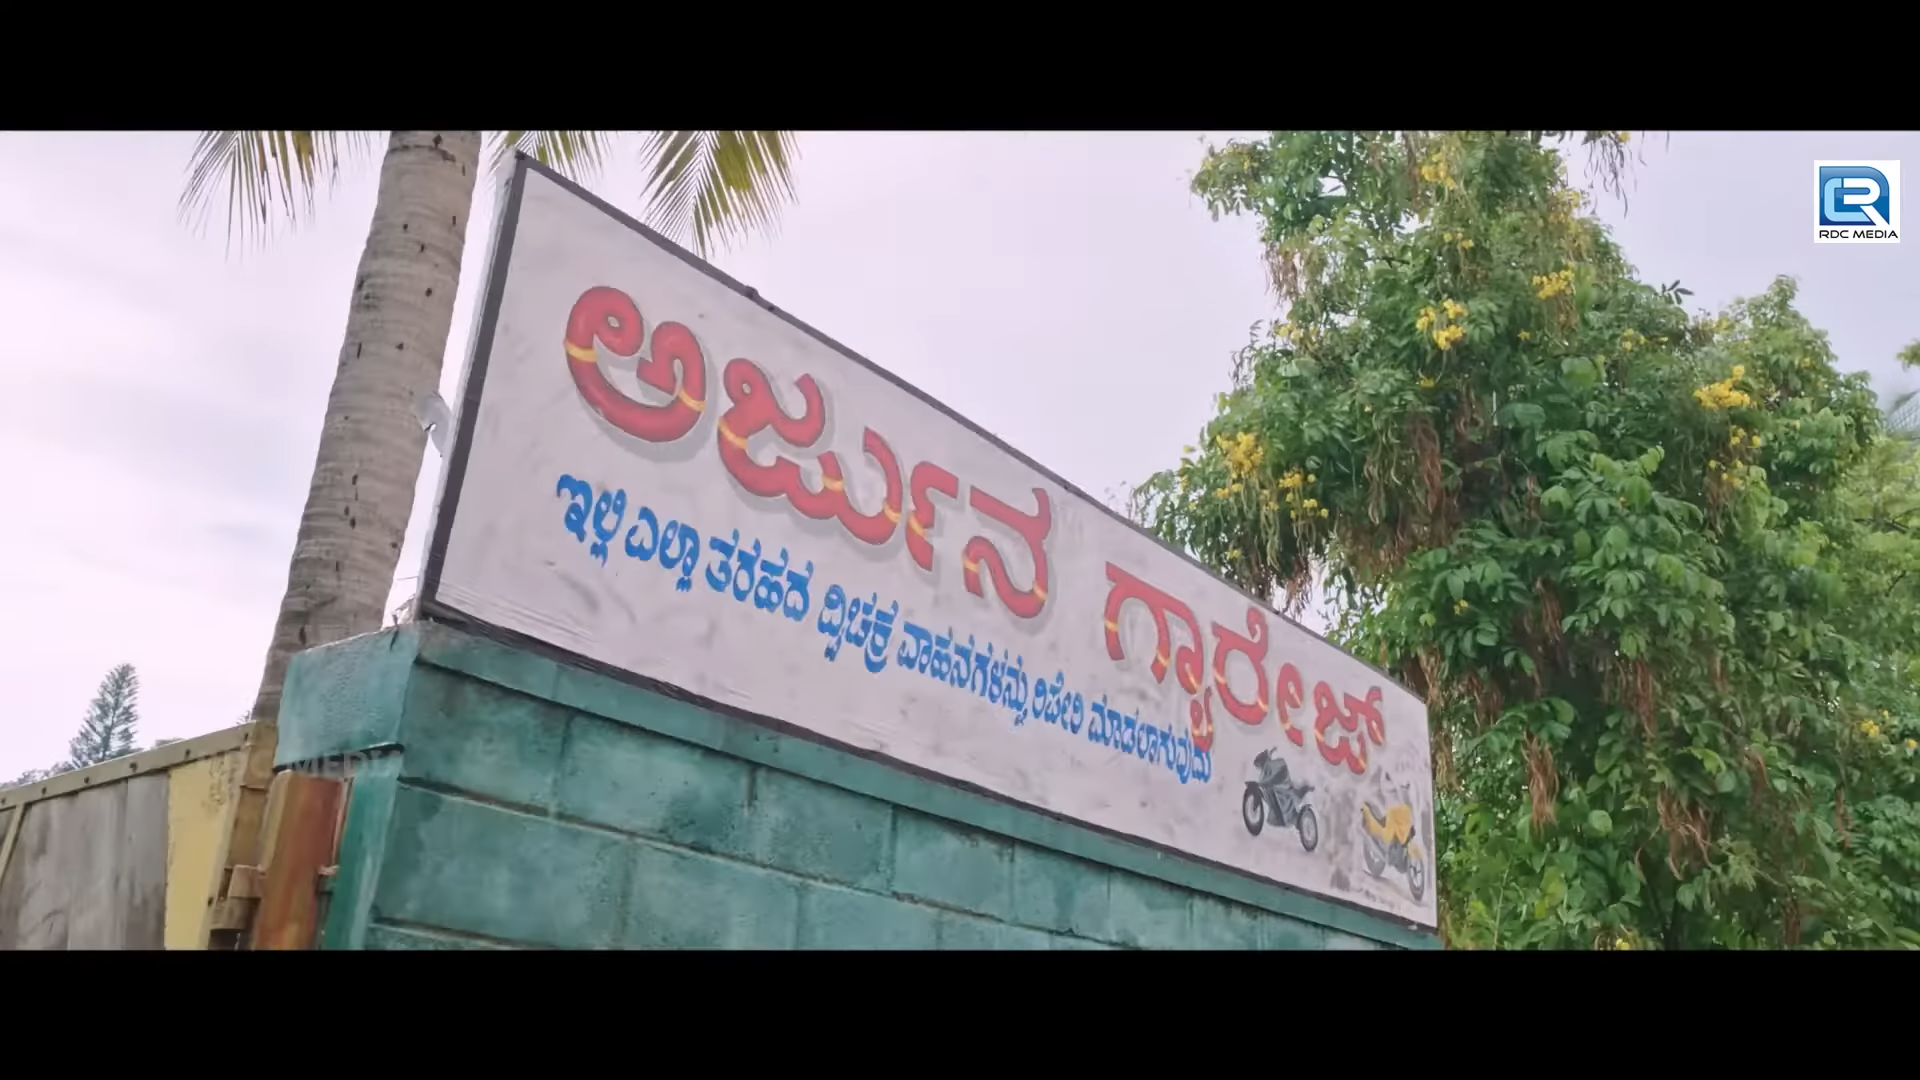 RDC MEDIA
ಅರ್ಜುನ ಗ್ಯಾರೇಜ್
ಇಲ್ಲಿ ಎಲ್ಲಾ ತರಹದ ದ್ವಿಚಕ್ರ ವಾಹನಗಳನ್ನು ರಿಪೇರಿ ಮಾಡಲಾಗುವುದು